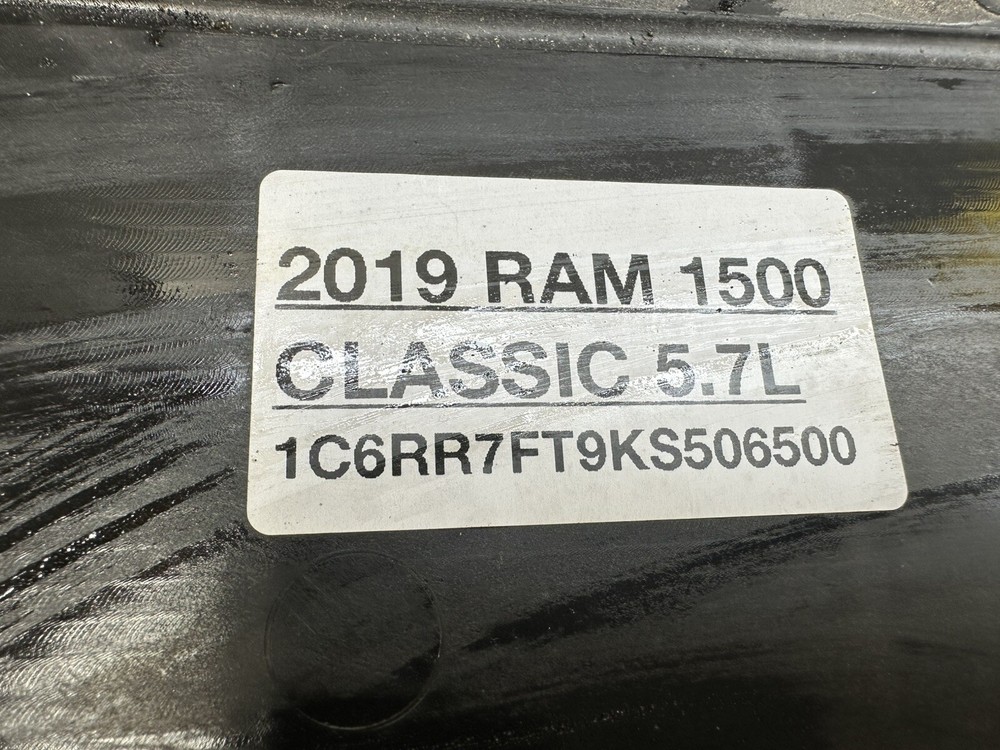 2019 RAM 1500
CLASSIC 5.7L
1C6RR7FT9KS506500